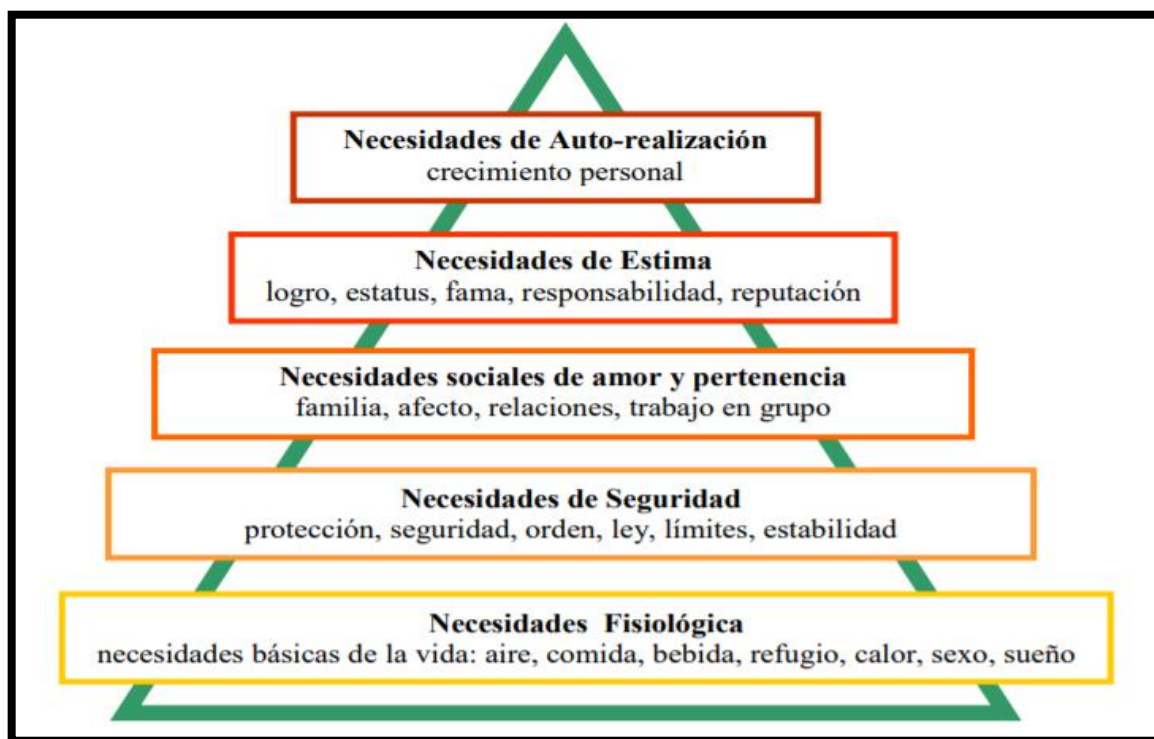 Necesidades de Auto-realización
crecimiento personal
Necesidades de Estima
logro, estatus, fama, responsabilidad, reputación
Necesidades sociales de amor y pertenencia
familia, afecto, relaciones, trabajo en grupo
Necesidades de Seguridad
protección, seguridad, orden, ley, límites, estabilidad
Necesidades Fisiológica
necesidades básicas de la vida: aire, comida, bebida, refugio, calor, sexo, sueño